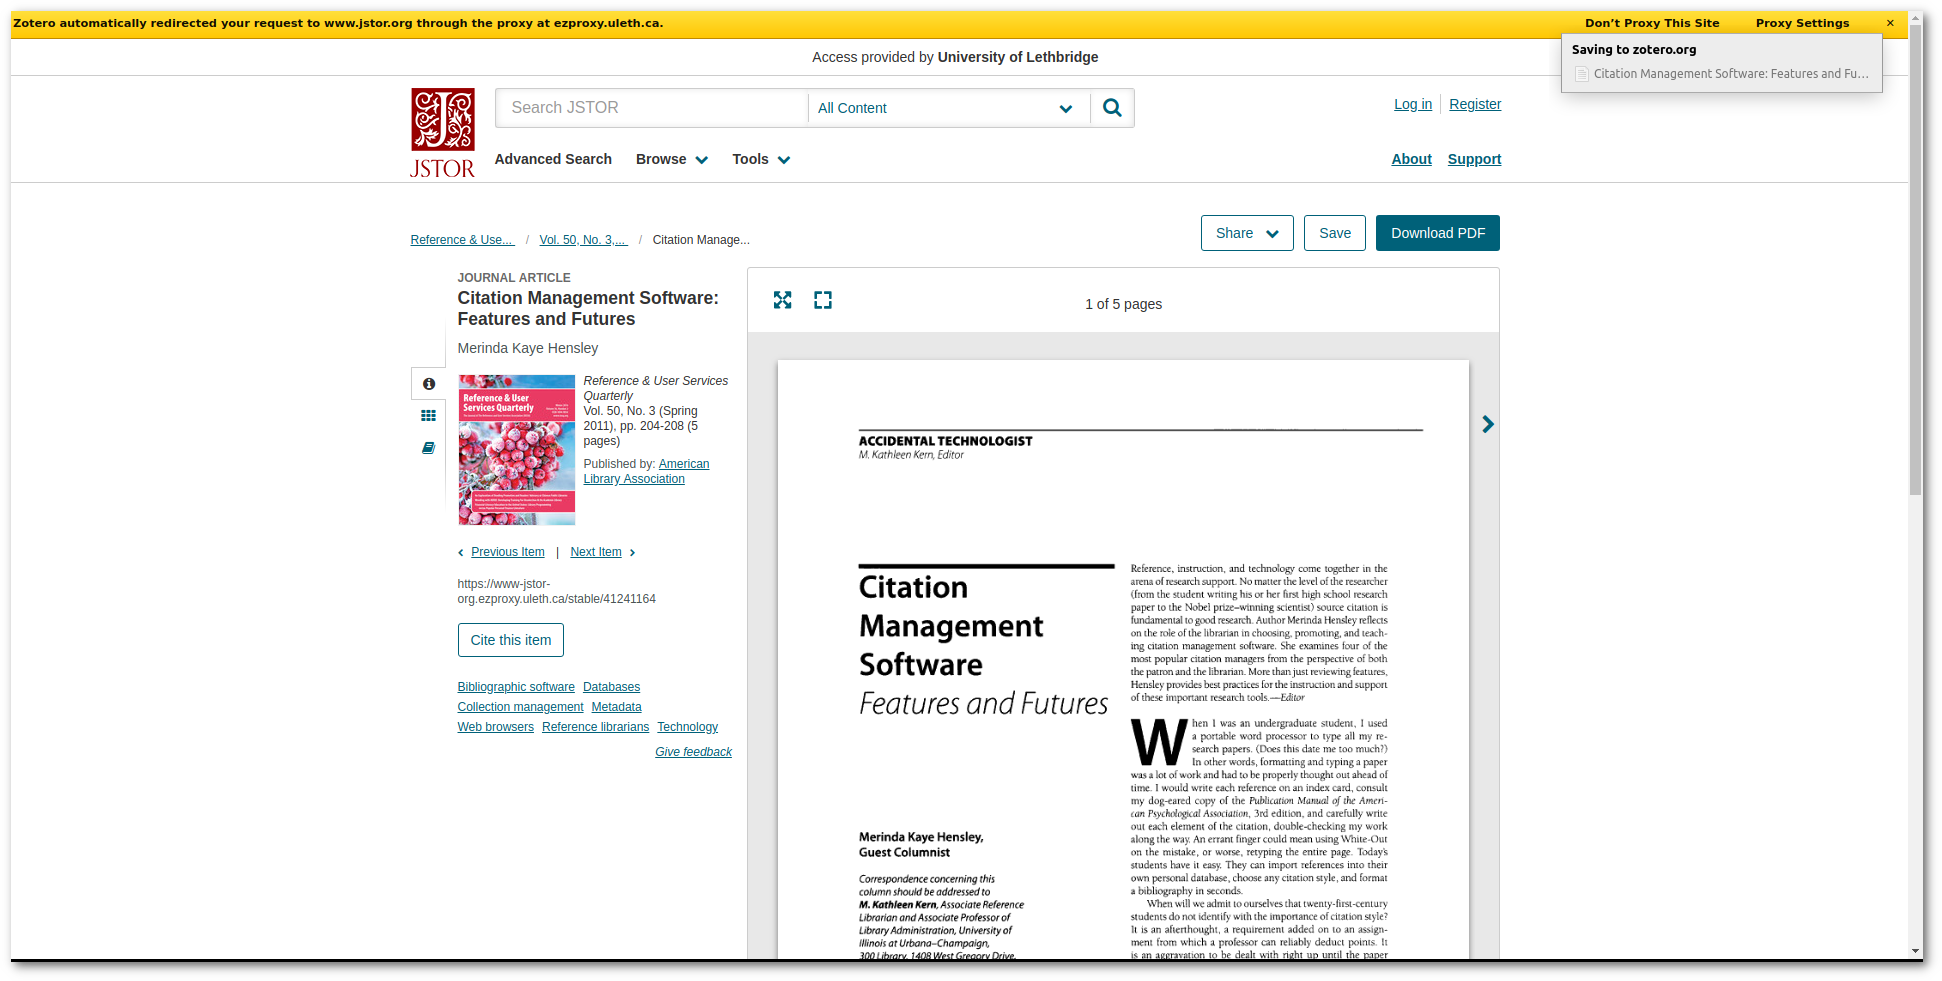 Zotero automatically redirected your request to www.jstor.org through the proxy at ezproxy.uleth.ca.
Don’t Proxy This Site
Proxy Settings
×
Saving to zotero.org
Citation Management Software: Features and Fu…
Access provided by University of Lethbridge
JSTOR
Search JSTOR
All Content
Log in
Register
Advanced Search
Browse
Tools
About
Support
Reference & Use... / Vol. 50, No. 3,... / Citation Manage...
Share
Save
Download PDF
JOURNAL ARTICLE
Citation Management Software:
Features and Futures
Merinda Kaye Hensley
Reference & User
Services Quarterly
Reference & User Services
Quarterly
Vol. 50, No. 3 (Spring
2011), pp. 204-208 (5
pages)
Published by: American
Library Association
‹ Previous Item | Next Item ›
https://www-jstor-
org.ezproxy.uleth.ca/stable/41241164
Cite this item
Bibliographic software Databases
Collection management Metadata
Web browsers Reference librarians Technology
Give feedback
1 of 5 pages
ACCIDENTAL TECHNOLOGIST
M. Kathleen Kern, Editor
Citation
Management
Software
Features and Futures
Merinda Kaye Hensley,
Guest Columnist
Correspondence concerning this
column should be addressed to
M. Kathleen Kern, Associate Reference
Librarian and Associate Professor of
Library Administration, University of
Illinois at Urbana–Champaign,
300 Library, 1408 West Gregory Drive,
Reference, instruction, and technology come together in the
arena of research support. No matter the level of the researcher
(from the student writing his or her first high school research
paper to the Nobel prize–winning scientist) source citation is
fundamental to good research. Author Merinda Hensley reflects
on the role of the librarian in choosing, promoting, and teach-
ing citation management software. She examines four of the
most popular citation managers from the perspective of both
the patron and the librarian. More than just reviewing features,
Hensley provides best practices for the instruction and support
of these important research tools.—Editor
When I was an undergraduate student, I used
a portable word processor to type all my re-
search papers. (Does this date me too much?)
In other words, formatting and typing a paper
was a lot of work and had to be properly thought out ahead of
time. I would write each reference on an index card, consult
my dog-eared copy of the Publication Manual of the Ameri-
can Psychological Association, 3rd edition, and carefully write
out each element of the citation, double-checking my work
along the way. An errant finger could mean using White-Out
on the mistake, or worse, retyping the entire page. Today's
students have it easy. They can import references into their
own personal database, choose any citation style, and format
a bibliography in seconds.
When will we admit to ourselves that twenty-first-century
students do not identify with the importance of citation style?
It is an afterthought, a requirement added on to an assign-
ment from which a professor can reliably deduct points. It
is an aggravation to be dealt with right up until the paper